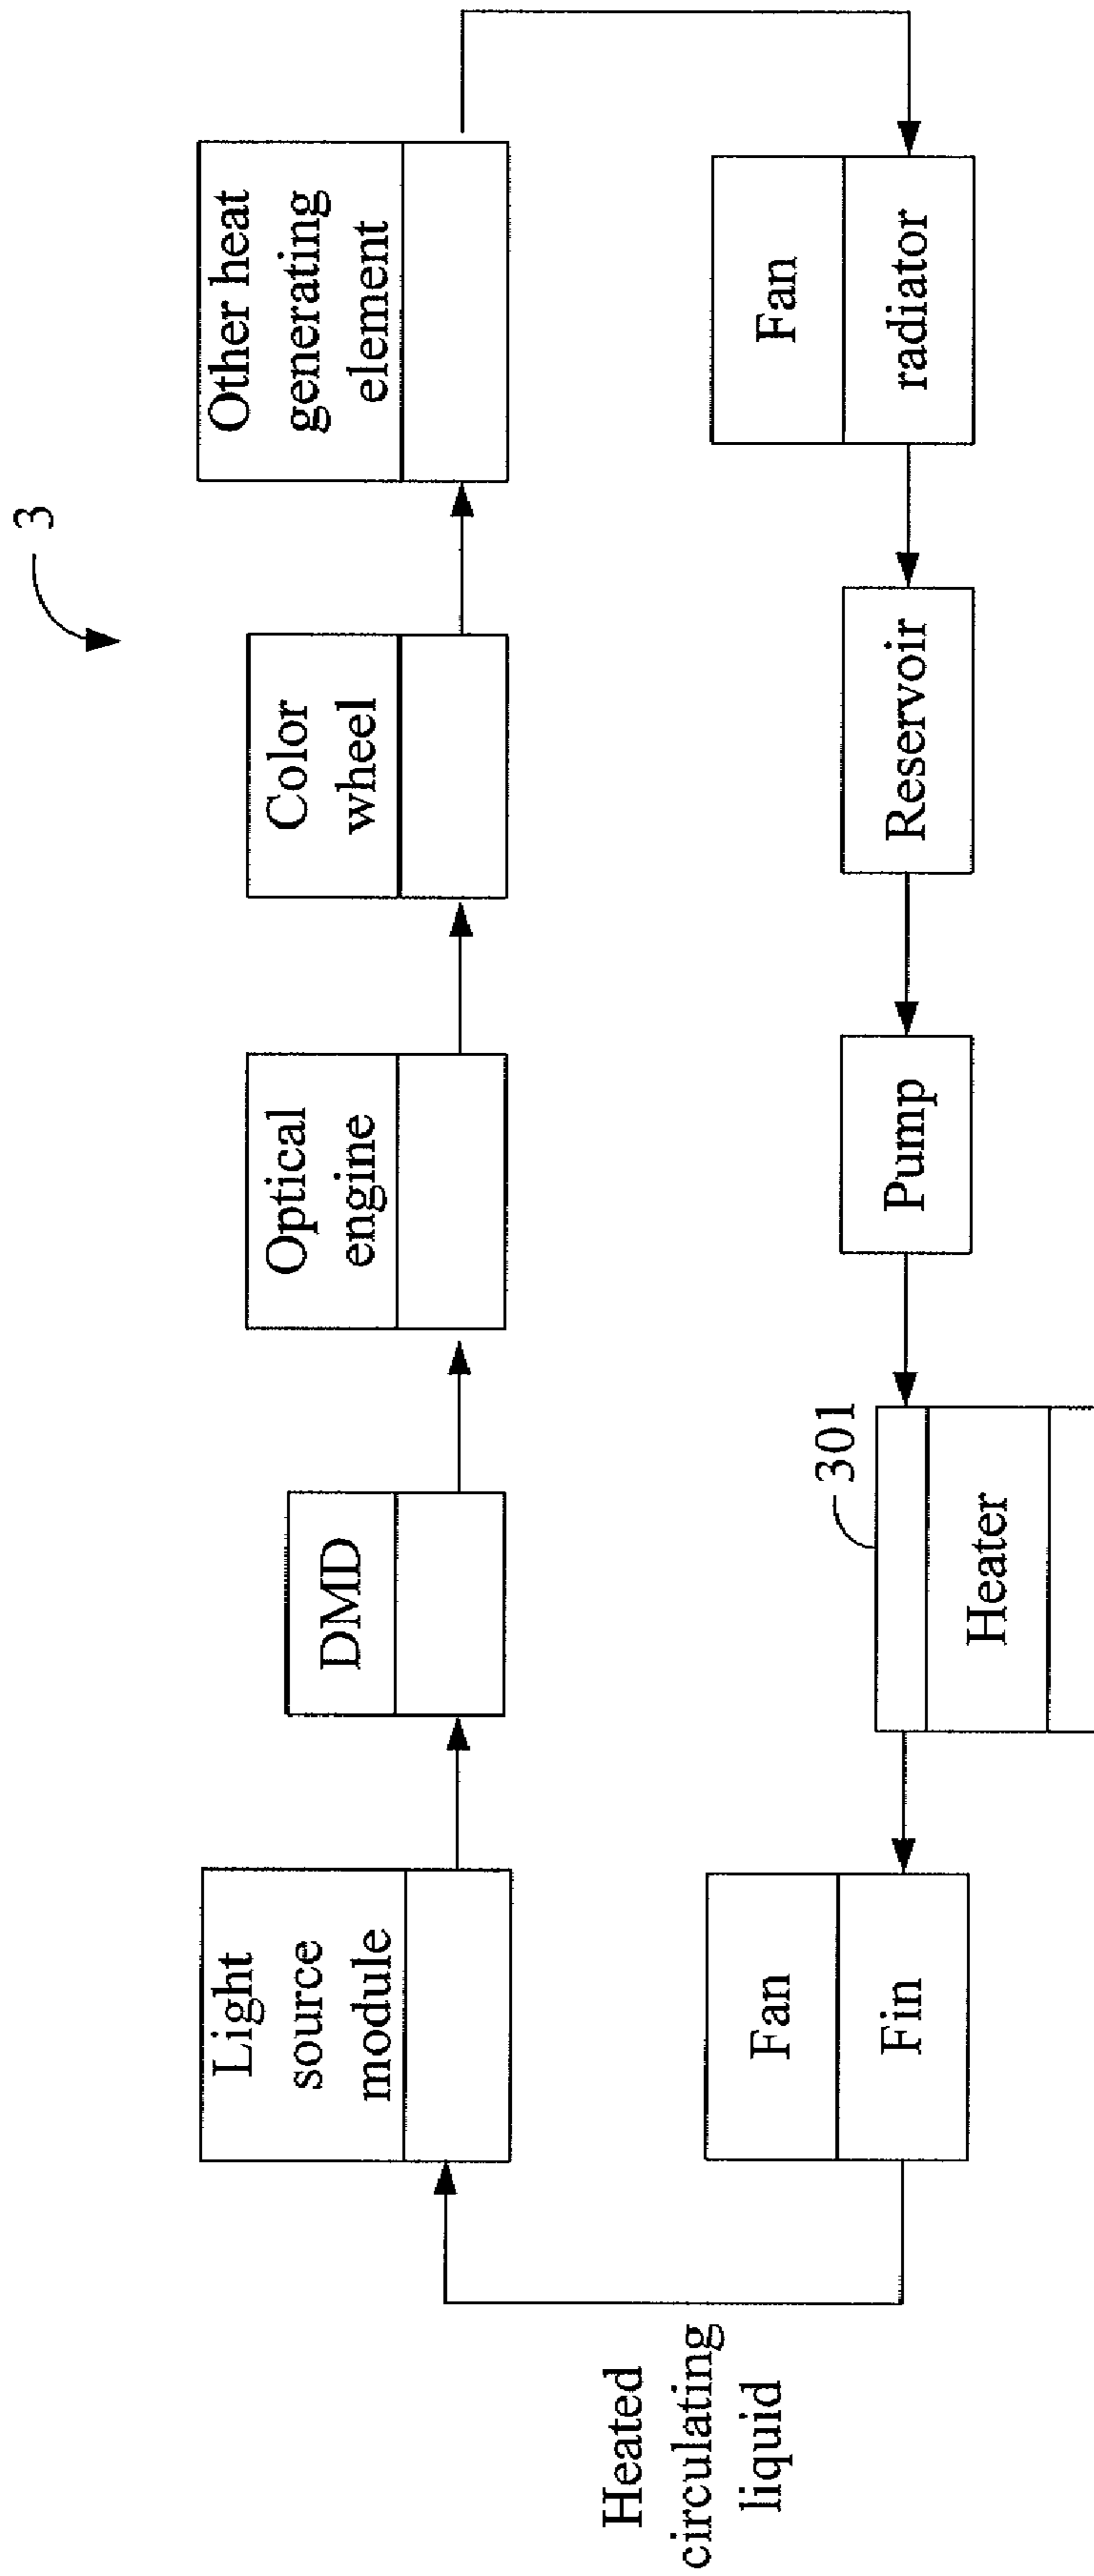 3
Light
source
module
DMD
Optical
engine
Color
wheel
Other heat
generating
element
Heated
circulating
liquid
Fan
Fin
301
Heater
Pump
Reservoir
Fan
radiator